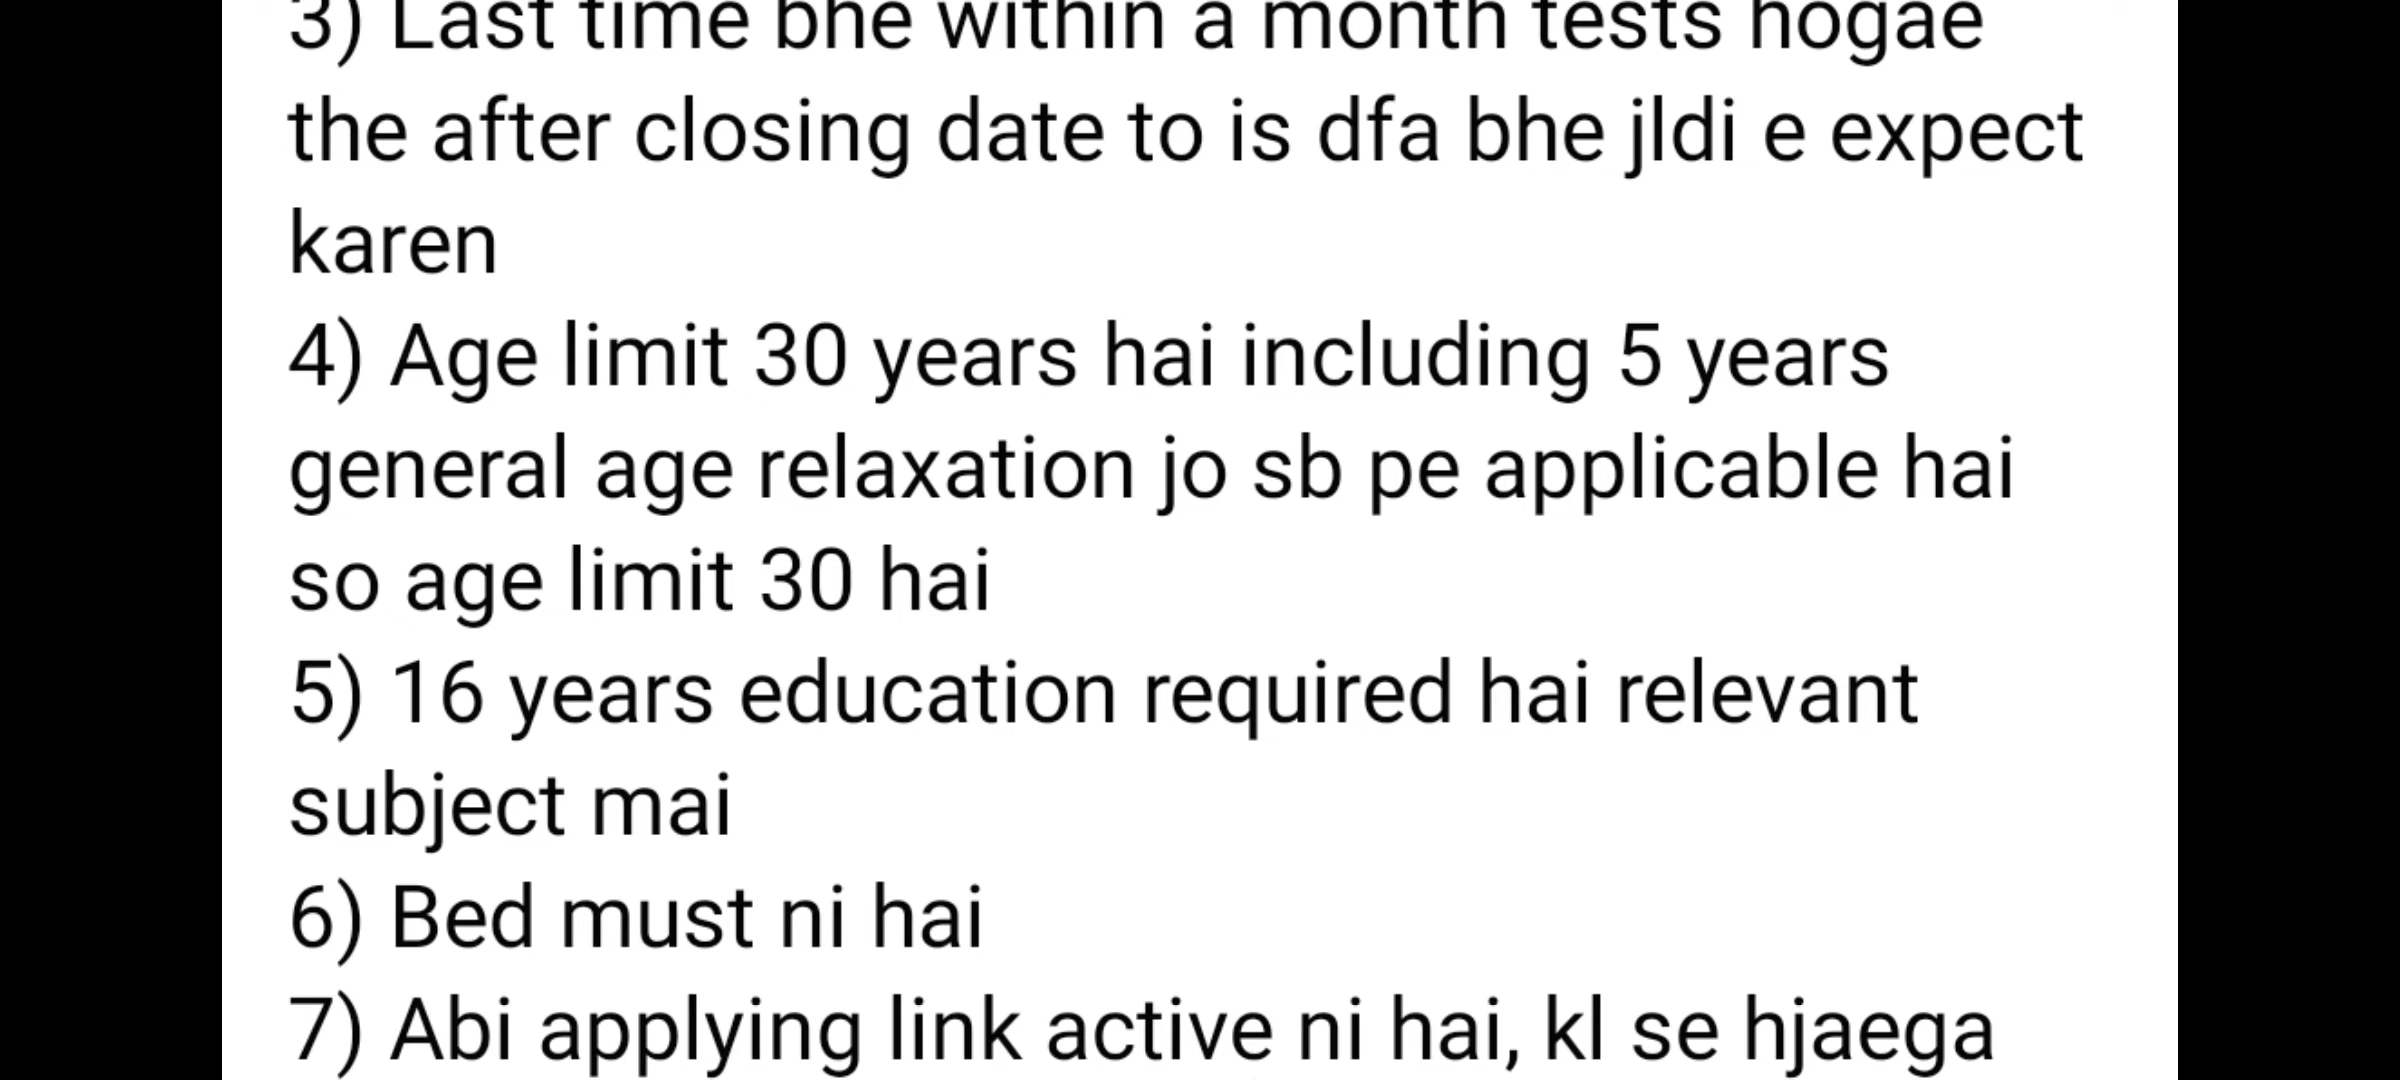 3) Last time bhe within a month tests hogae
the after closing date to is dfa bhe jldi e expect
karen
4) Age limit 30 years hai including 5 years
general age relaxation jo sb pe applicable hai
so age limit 30 hai
5) 16 years education required hai relevant
subject mai
6) Bed must ni hai
7) Abi applying link active ni hai, kl se hjaega